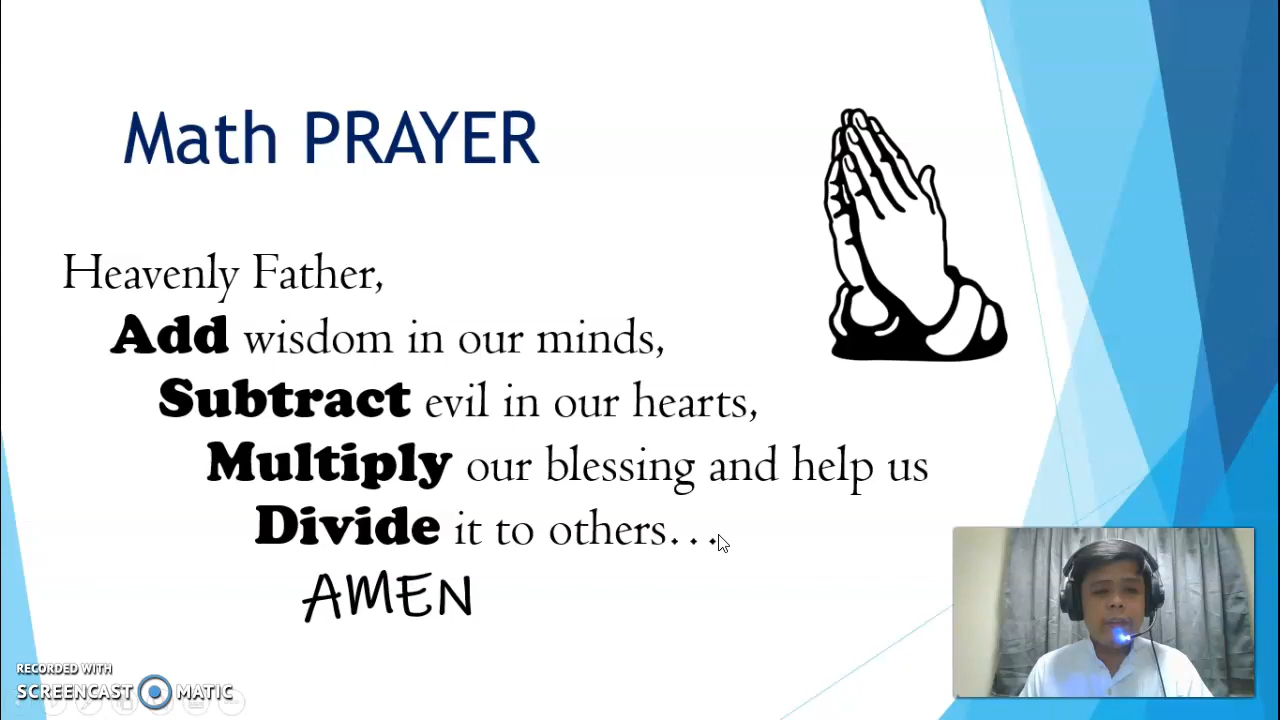 Math PRAYER
Heavenly Father,
Add wisdom in our minds,
Subtract evil in our hearts,
Multiply our blessing and help us
Divide it to others...
AMEN
RECORDED WITH
SCREENCAST MATIC